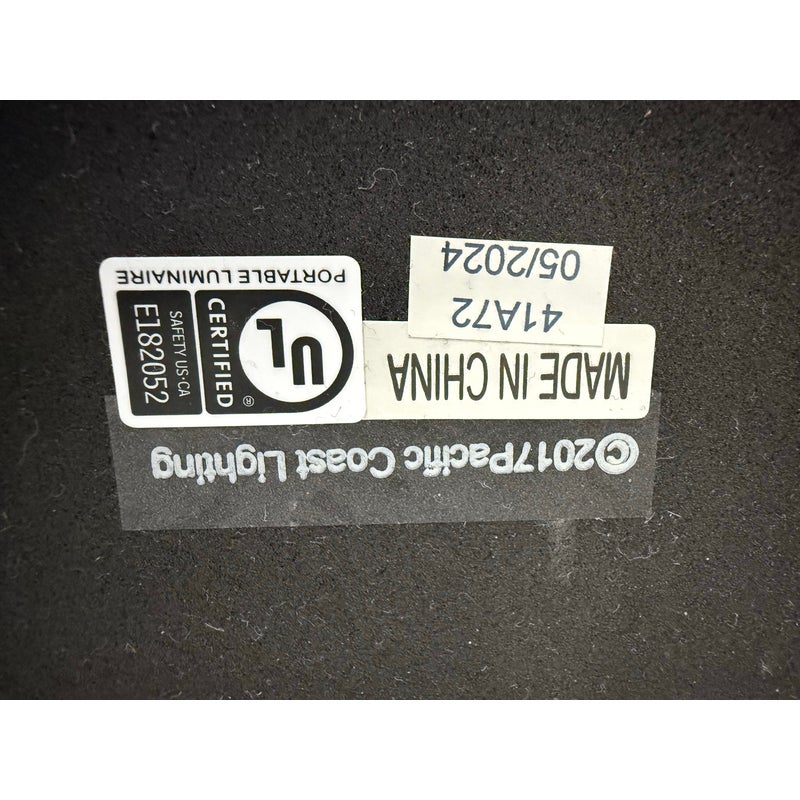 ©2017Pacific Coast Lighting
MADE IN CHINA
41A72
05/2024
UL
®
CERTIFIED
SAFETY US-CA
E182052
PORTABLE LUMINAIRE